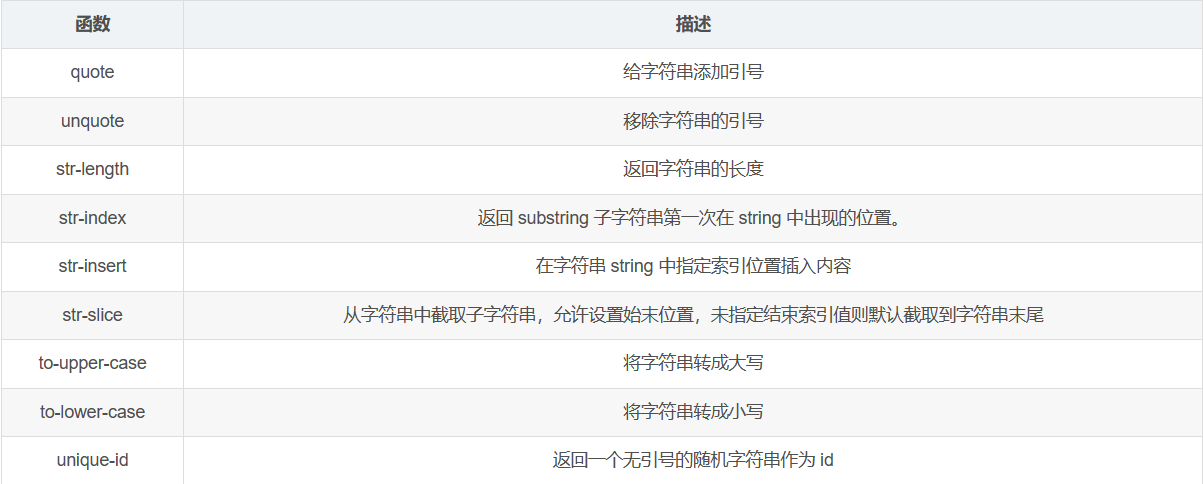 函数 描述
quote 给字符串添加引号
unquote 移除字符串的引号
str-length 返回字符串的长度
str-index 返回 substring 子字符串第一次在 string 中出现的位置。
str-insert 在字符串 string 中指定索引位置插入内容
str-slice 从字符串中截取子字符串，允许设置始末位置，未指定结束索引值则默认截取到字符串末尾
to-upper-case 将字符串转成大写
to-lower-case 将字符串转成小写
unique-id 返回一个无引号的随机字符串作为 id